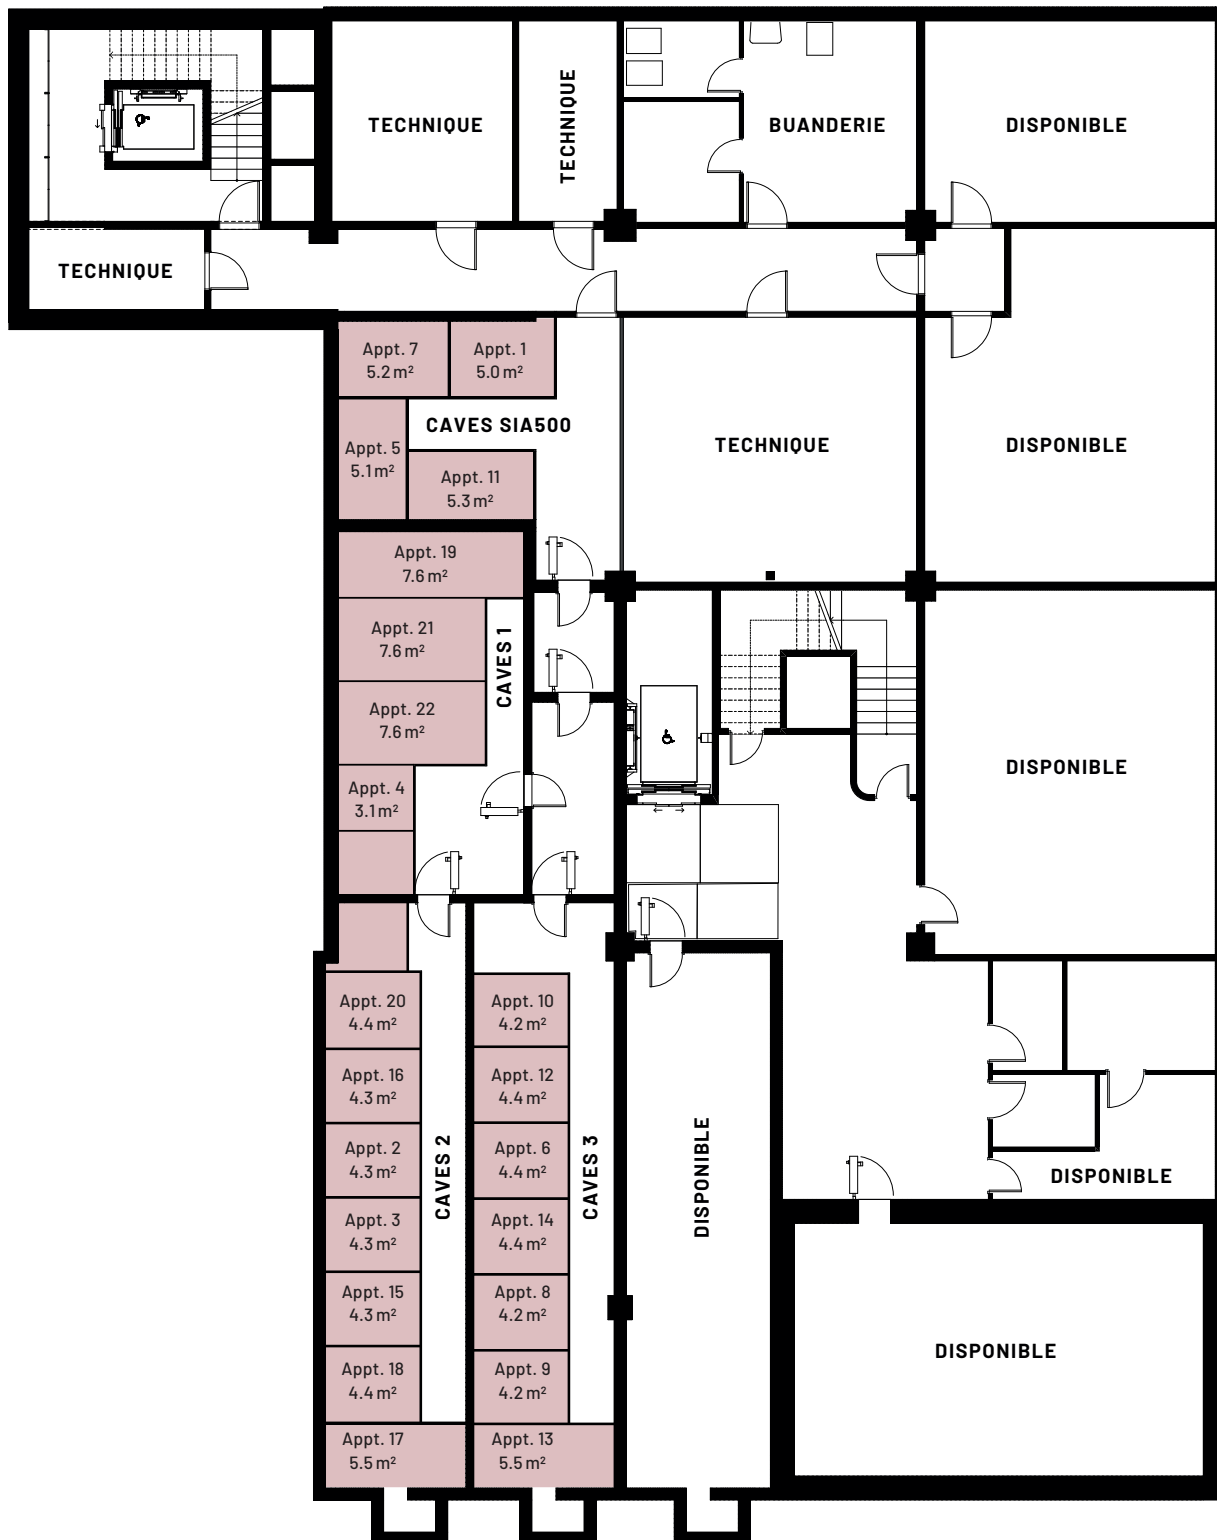 TECHNIQUE
TECHNIQUE
BUANDERIE
DISPONIBLE
TECHNIQUE
Appt. 7
5.2 m²
Appt. 1
5.0 m²
CAVES SIA500
Appt. 5
5.1 m²
Appt. 11
5.3 m²
TECHNIQUE
DISPONIBLE
Appt. 19
7.6 m²
Appt. 21
7.6 m²
CAVES 1
Appt. 22
7.6 m²
Appt. 4
3.1 m²
DISPONIBLE
Appt. 20
4.4 m²
Appt. 16
4.3 m²
Appt. 2
4.3 m²
Appt. 3
4.3 m²
Appt. 15
4.3 m²
Appt. 18
4.4 m²
Appt. 17
5.5 m²
CAVES 2
Appt. 10
4.2 m²
Appt. 12
4.4 m²
Appt. 6
4.4 m²
Appt. 14
4.4 m²
Appt. 8
4.2 m²
Appt. 9
4.2 m²
Appt. 13
5.5 m²
CAVES 3
DISPONIBLE
DISPONIBLE
DISPONIBLE